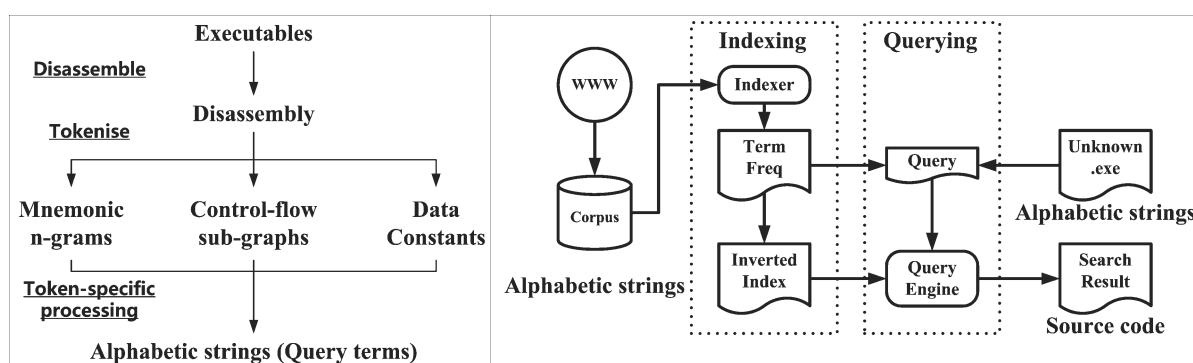 Executables
Disassemble
Disassembly
Tokenise
Mnemonic
n-grams
Control-flow
sub-graphs
Data
Constants
Token-specific
processing
Alphabetic strings (Query terms)
WWW
Corpus
Alphabetic strings
Indexing
Indexer
Term
Freq
Inverted
Index
Querying
Query
Query
Engine
Unknown
.exe
Alphabetic strings
Search
Result
Source code